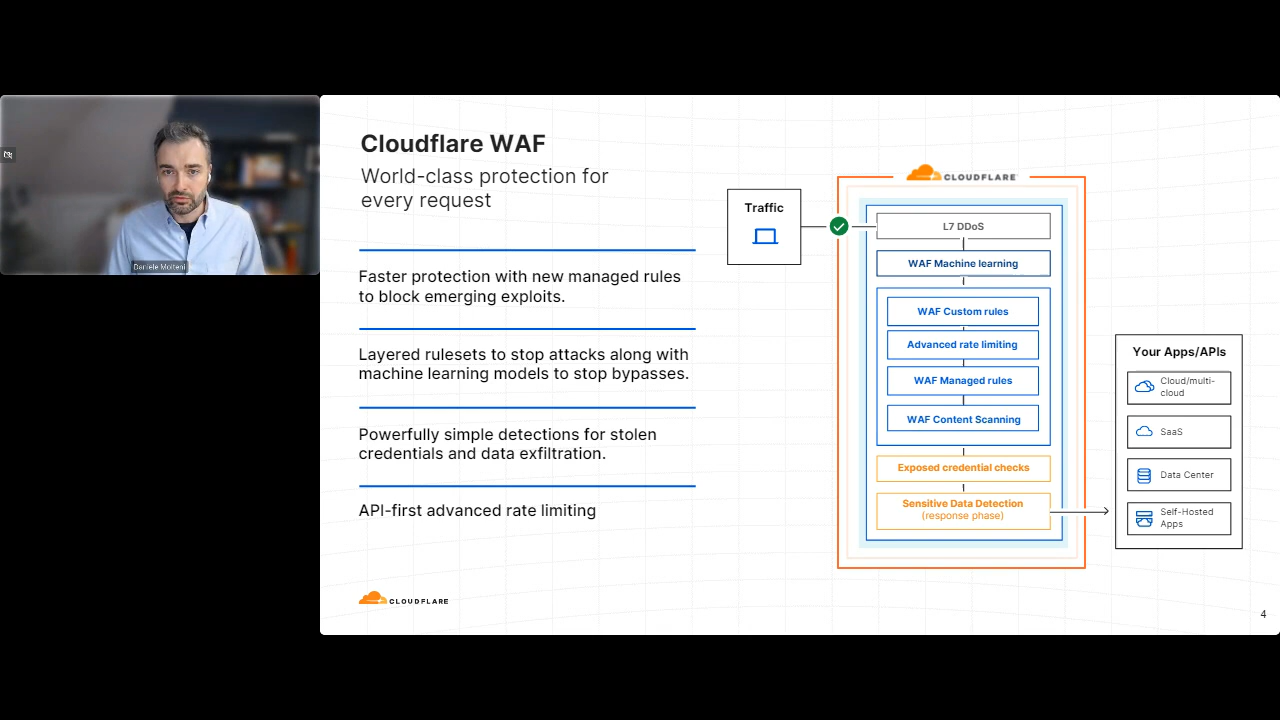 Daniele Molteni
Cloudflare WAF
World-class protection for
every request
Faster protection with new managed rules
to block emerging exploits.
Layered rulesets to stop attacks along with
machine learning models to stop bypasses.
Powerfully simple detections for stolen
credentials and data exfiltration.
API-first advanced rate limiting
CLOUDFLARE
Traffic
CLOUDFLARE
L7 DDoS
WAF Machine learning
WAF Custom rules
Advanced rate limiting
WAF Managed rules
WAF Content Scanning
Exposed credential checks
Sensitive Data Detection
(response phase)
Your Apps/APIs
Cloud/multi-
cloud
SaaS
Data Center
Self-Hosted
Apps
4